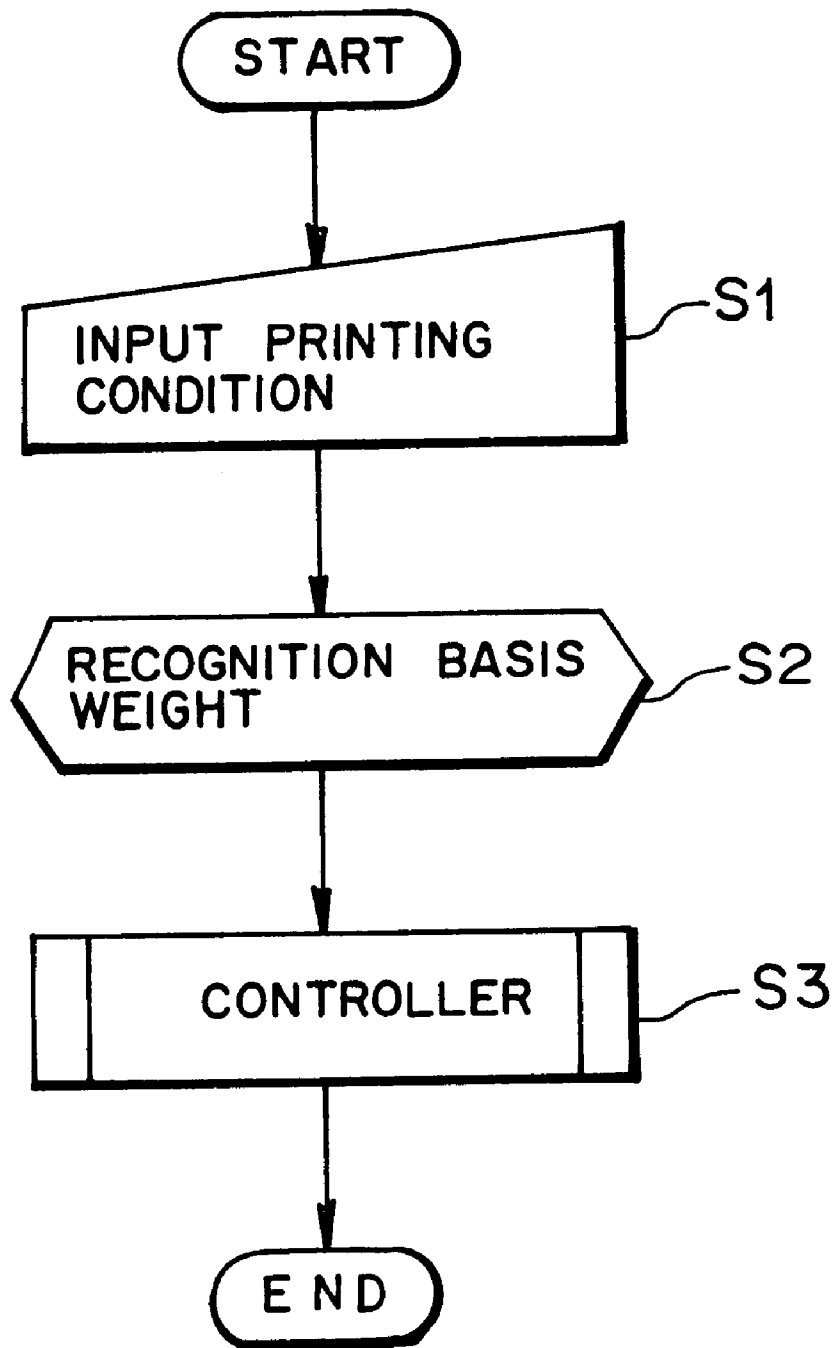 START
INPUT PRINTING
CONDITION
S1
RECOGNITION BASIS
WEIGHT
S2
CONTROLLER
S3
END